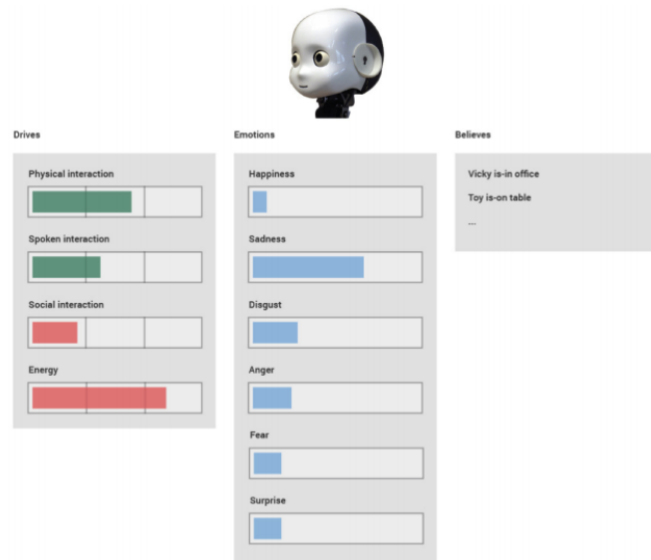 Drives
Emotions
Believes
Physical interaction
Spoken interaction
Social interaction
Energy
Happiness
Sadness
Disgust
Anger
Fear
Surprise
Vicky is-in office
Toy is-on table
...